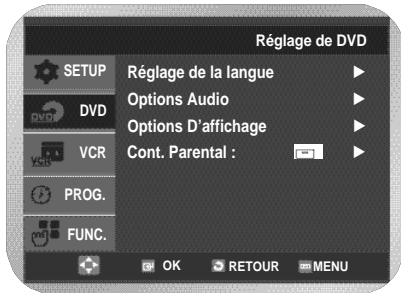 Réglage de DVD
SETUP
DVD
VCR
PROG.
FUNC.
Réglage de la langue
Options Audio
Options D'affichage
Cont. Parental :
OK
RETOUR
MENU